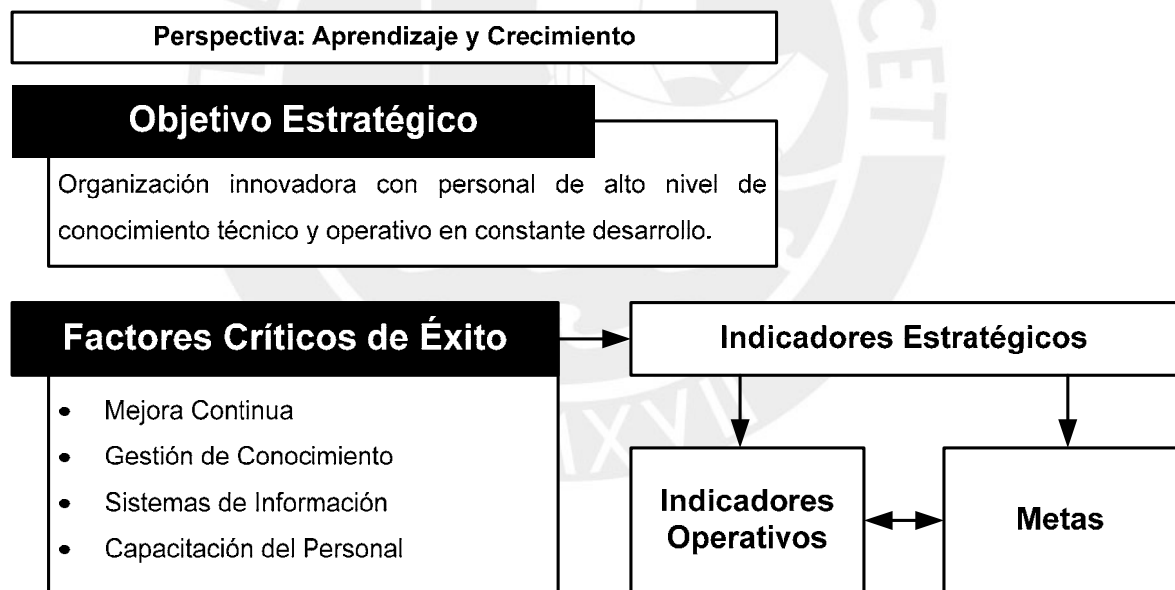 Perspectiva: Aprendizaje y Crecimiento
Objetivo Estratégico
Organización innovadora con personal de alto nivel de
conocimiento técnico y operativo en constante desarrollo.
Factores Críticos de Éxito
• Mejora Continua
• Gestión de Conocimiento
• Sistemas de Información
• Capacitación del Personal
Indicadores Estratégicos
Indicadores
Operativos
Metas